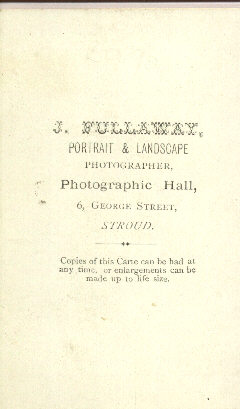 J. FULLAWAY,
PORTRAIT & LANDSCAPE
PHOTOGRAPHER,
Photographic Hall,
6, GEORGE STREET,
STROUD.
Copies of this Carte can be had at
any time, or enlargements can be
made up to life size.